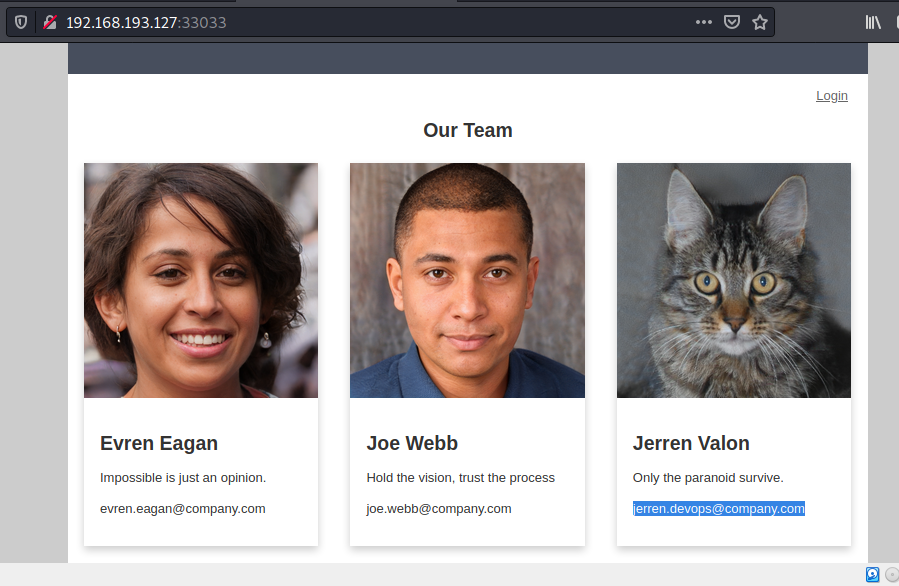 192.168.193.127:33033
Login
Our Team
Evren Eagan
Impossible is just an opinion.
evren.eagan@company.com
Joe Webb
Hold the vision, trust the process
joe.webb@company.com
Jerren Valon
Only the paranoid survive.
jerren.devops@company.com